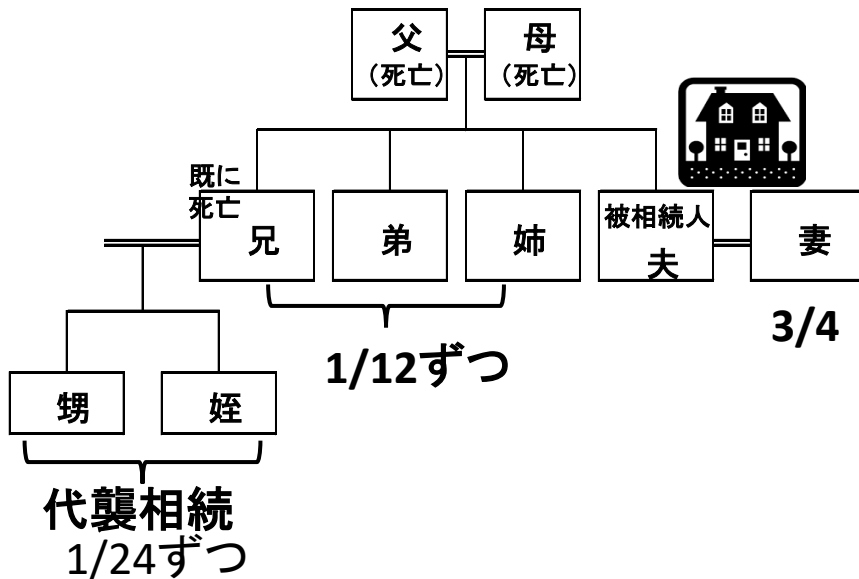 父
（死亡）
母
（死亡）
既に
死亡
兄
弟
姉
被相続人
夫
妻
3/4
1/12ずつ
甥
姪
代襲相続
1/24ずつ